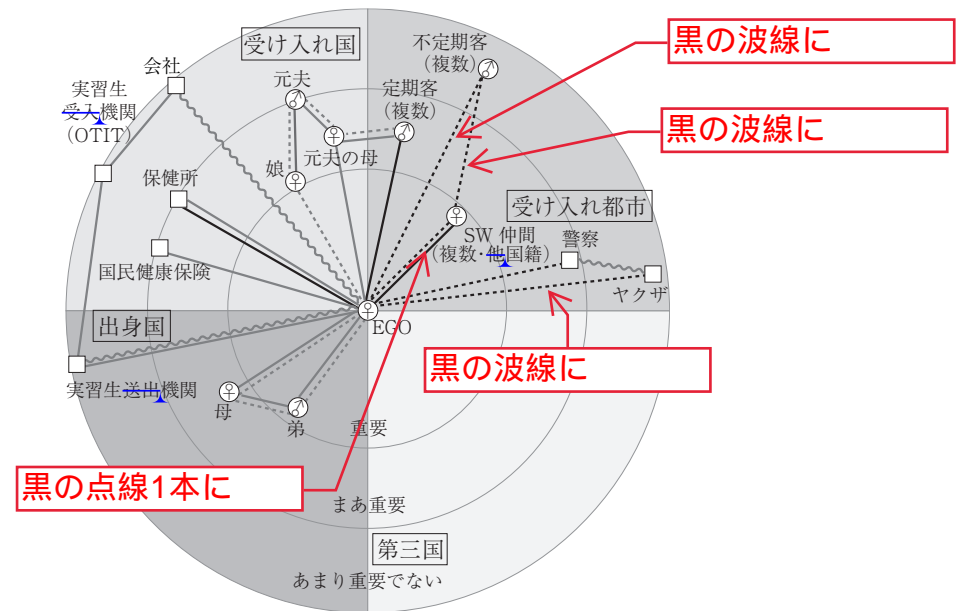 受け入れ国
不定期客
(複数)
黒の波線に
会社
元夫
定期客
(複数)
実習生
受入機関
(OTIT)
黒の波線に
元夫の母
娘
保健所
受け入れ都市
SW 仲間
(複数・他国籍)
警察
国民健康保険
ヤクザ
出身国
EGO
黒の波線に
実習生送出機関
母
弟
重要
黒の点線1本に
まあ重要
第三国
あまり重要でない